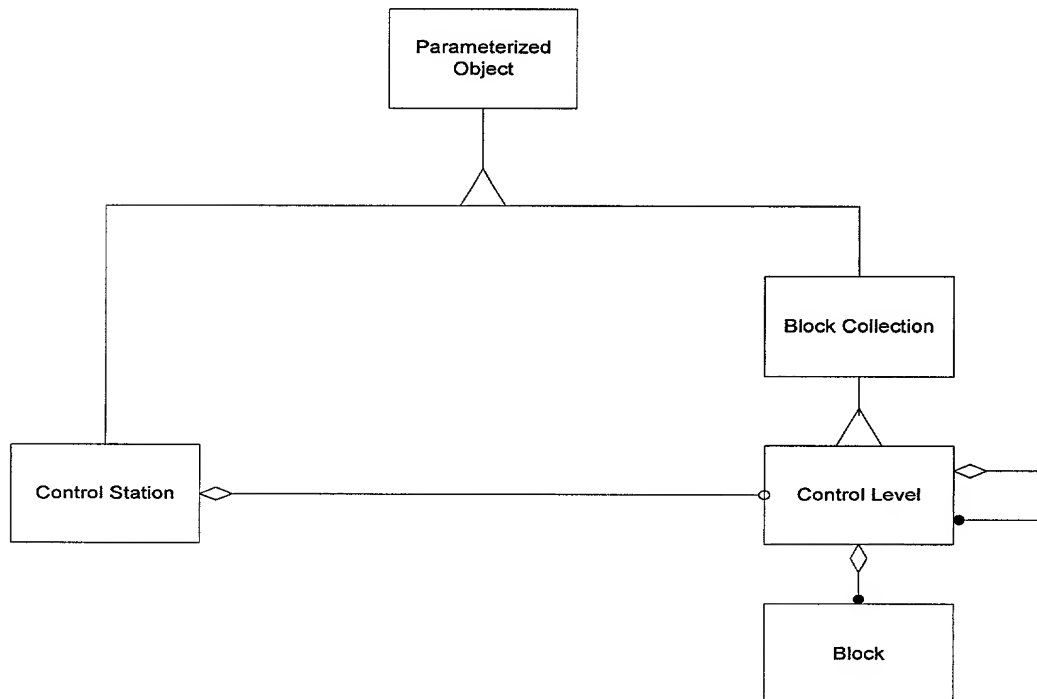 Parameterized
Object
Block Collection
Control Station
Control Level
Block